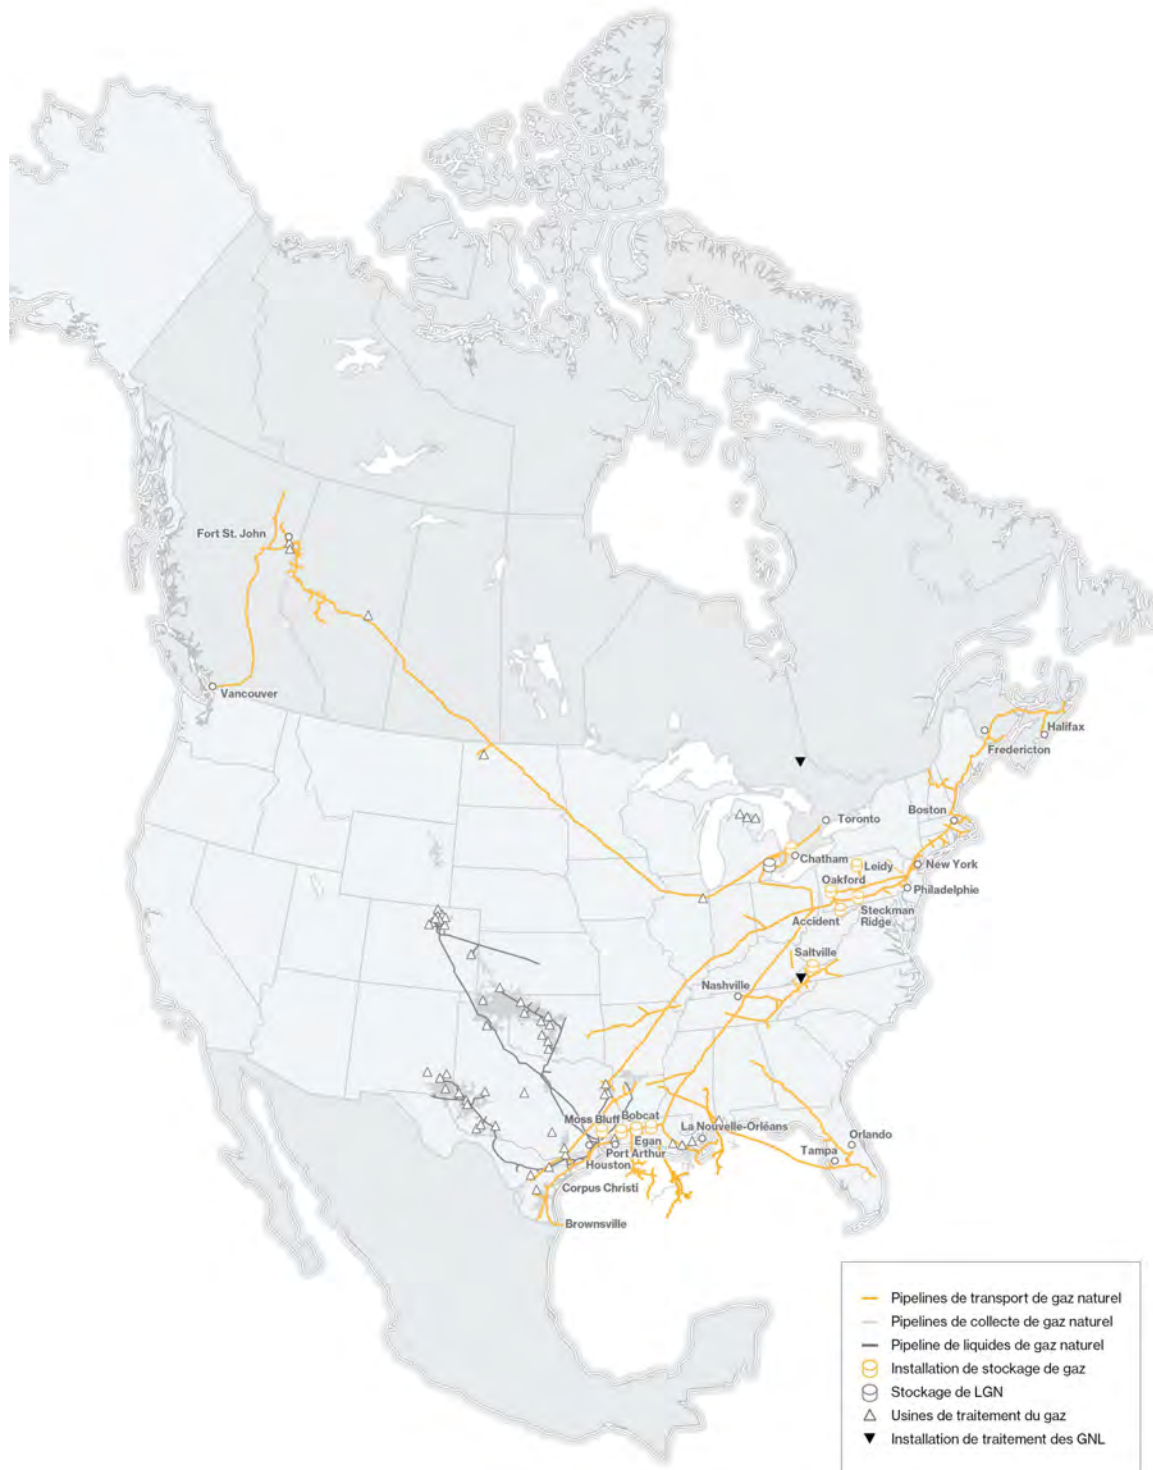 Fort St. John
Vancouver
Halifax
Fredericton
Boston
Toronto
Chatham
Leidy
New York
Oakford
Philadelphie
Accident
Steckman
Ridge
Saltville
Nashville
Moss Bluff
Bobcat
La Nouvelle-Orléans
Egan
Port Arthur
Houston
Orlando
Tampa
Corpus Christi
Brownsville
Pipelines de transport de gaz naturel
Pipelines de collecte de gaz naturel
Pipeline de liquides de gaz naturel
Installation de stockage de gaz
Stockage de LGN
Usines de traitement du gaz
Installation de traitement des GNL